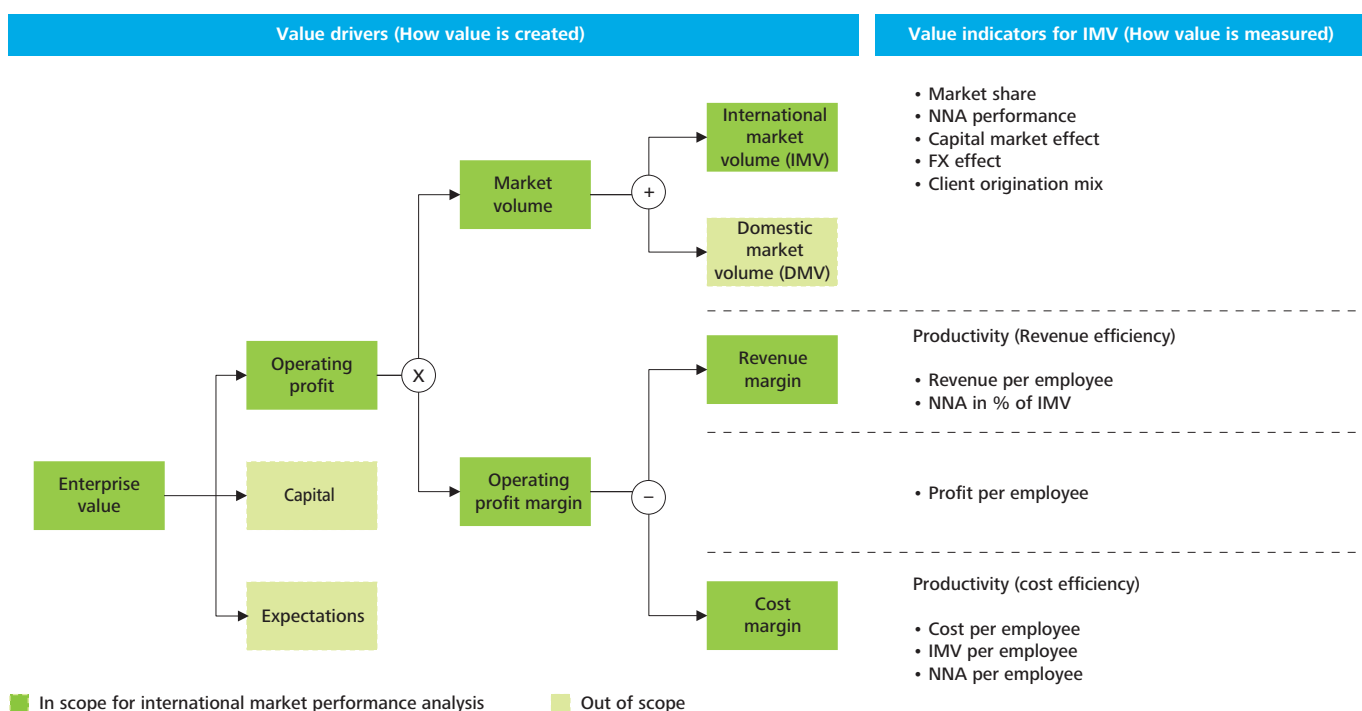 Value drivers (How value is created)
Value indicators for IMV (How value is measured)
International
market
volume (IMV)
• Market share
• NNA performance
• Capital market effect
• FX effect
• Client origination mix
Market
volume
+
Domestic
market
volume (DMV)
Operating
profit
X
Revenue
margin
Productivity (Revenue efficiency)
• Revenue per employee
• NNA in % of IMV
Enterprise
value
Capital
Operating
profit margin
–
• Profit per employee
Expectations
Cost
margin
Productivity (cost efficiency)
• Cost per employee
• IMV per employee
• NNA per employee
In scope for international market performance analysis
Out of scope